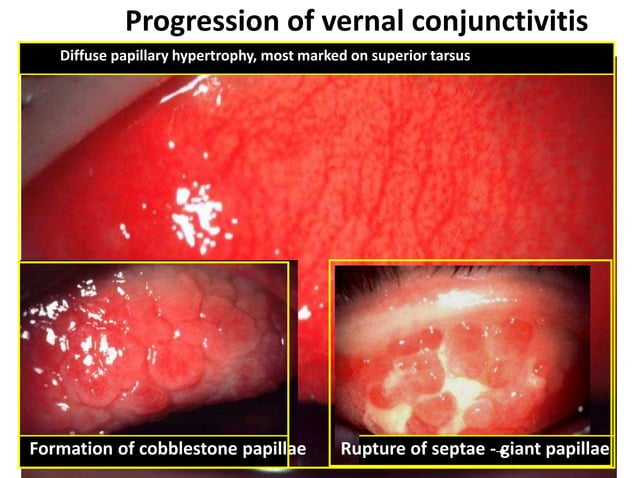 Progression of vernal conjunctivitis
Diffuse papillary hypertrophy, most marked on superior tarsus
Formation of cobblestone papillae
Rupture of septae - giant papillae